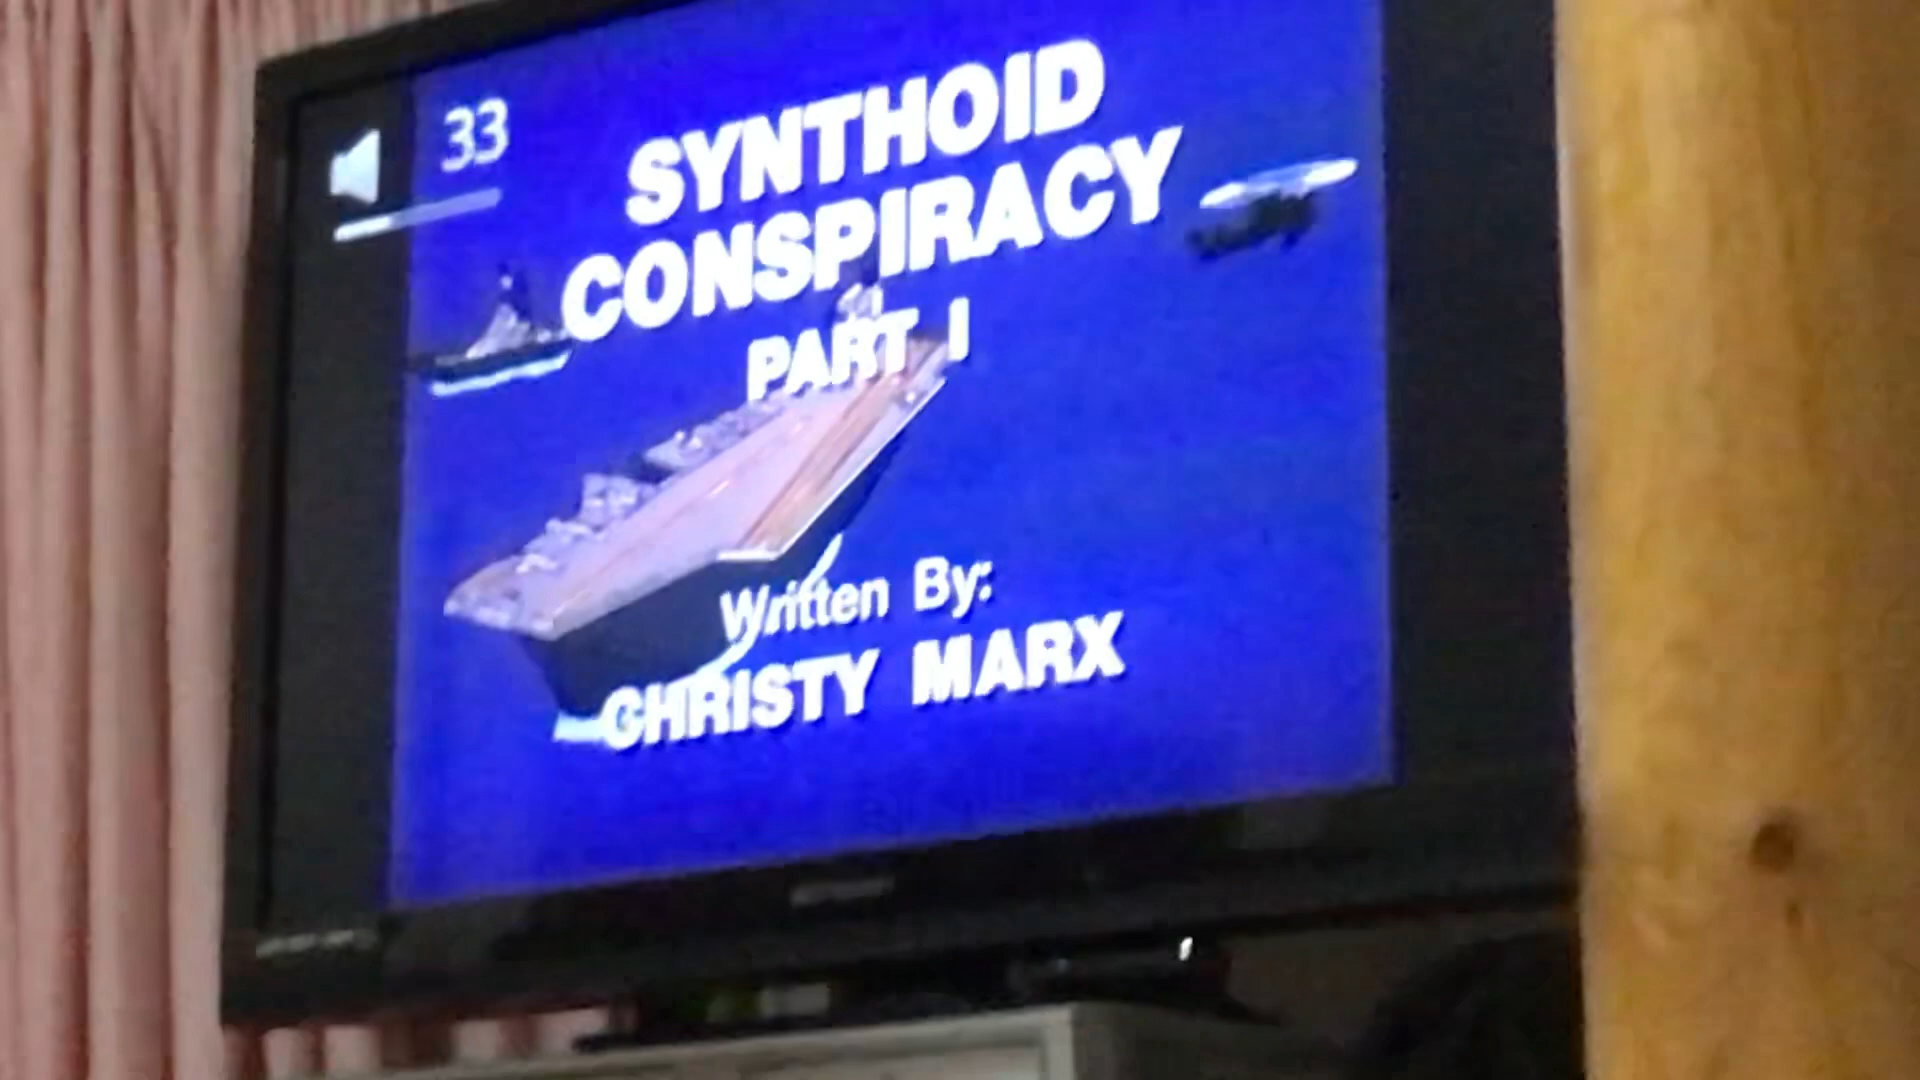 33
SYNTHOID
CONSPIRACY
PART I
Written By:
CHRISTY MARX